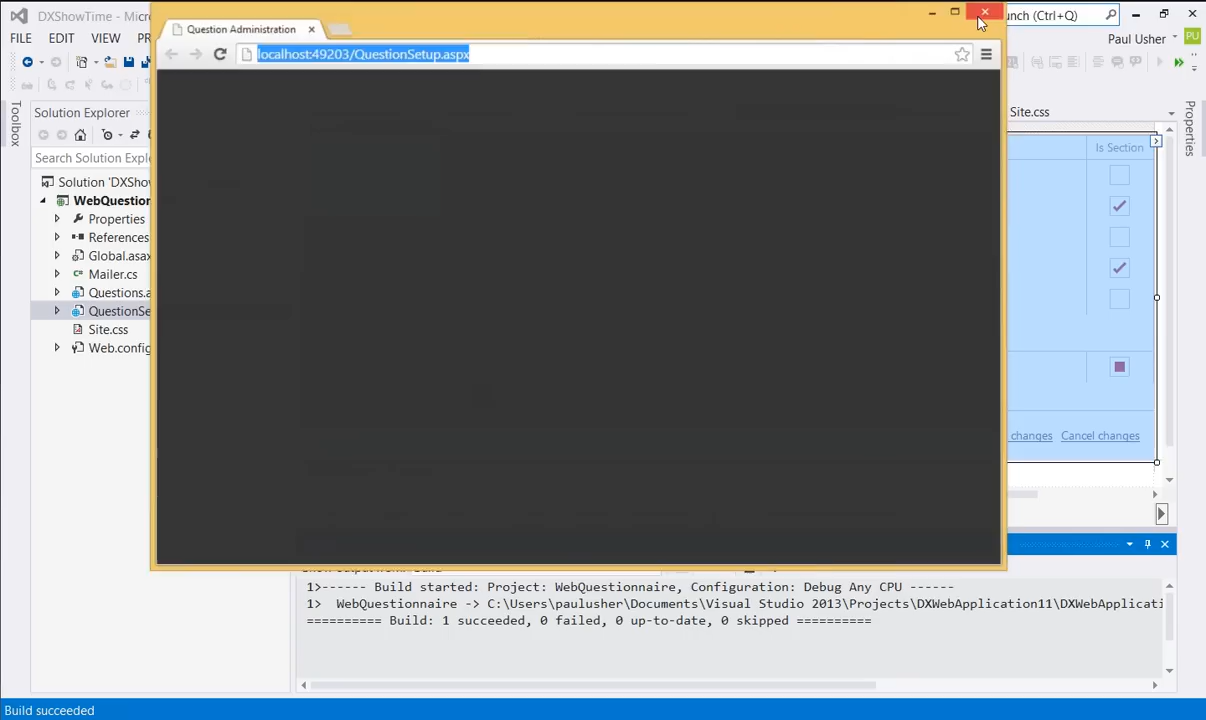 DXShowTime - Micros
unch (Ctrl+Q)
FILE EDIT VIEW
Paul Usher PU
Question Administration
localhost:49203/QuestionSetup.aspx
Toolbox
Solution Explorer
Search Solution Explo
Solution 'DXShow
WebQuestion
Properties
References
Global.asax
Mailer.cs
Questions.a
QuestionSe
Site.css
Web.config
Site.css
Properties
Is Section
changes Cancel changes
1>------ Build started: Project: WebQuestionnaire, Configuration: Debug Any CPU ------
1> WebQuestionnaire -> C:\Users\paulusher\Documents\Visual Studio 2013\Projects\DXWebApplication11\DXWebApplicati
========== Build: 1 succeeded, 0 failed, 0 up-to-date, 0 skipped ==========
Build succeeded